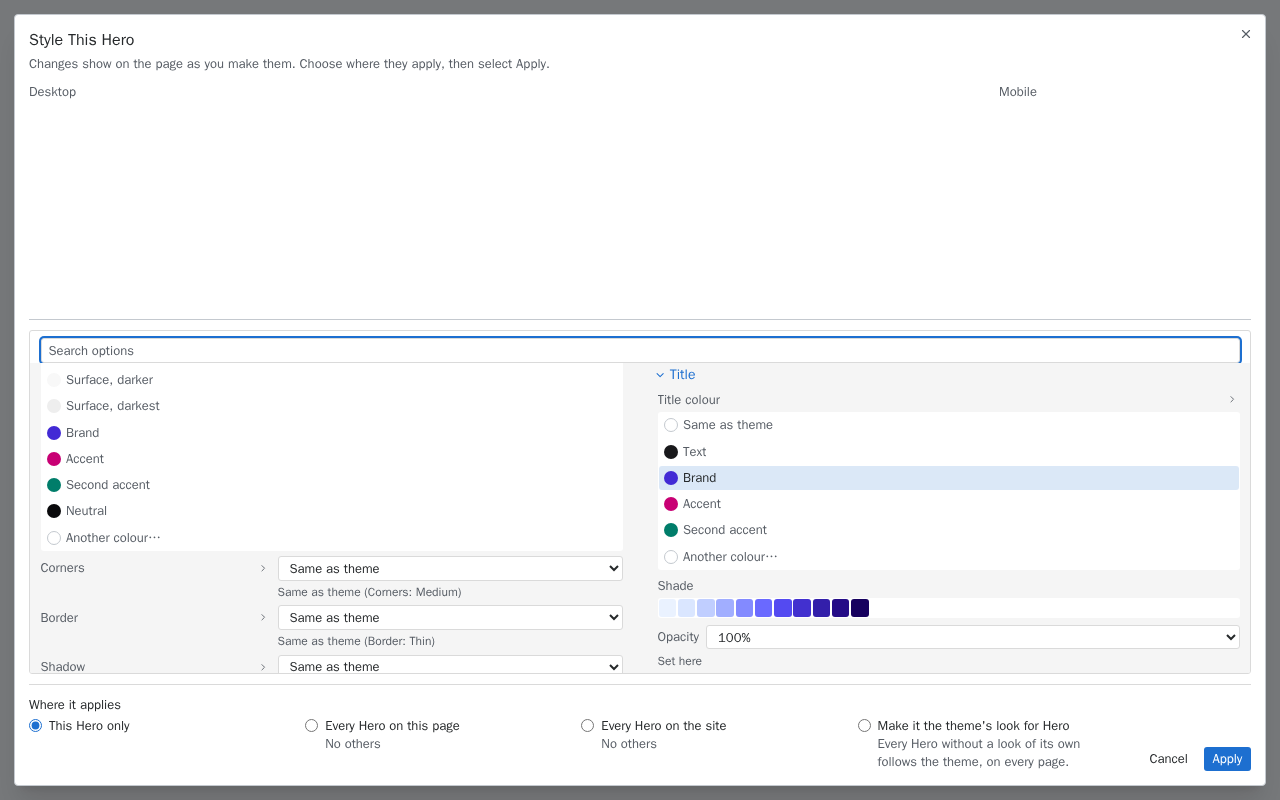 Style This Hero
Changes show on the page as you make them. Choose where they apply, then select Apply.
Desktop
Mobile
Search options
Surface, darker
Surface, darkest
Brand
Accent
Second accent
Neutral
Another colour…
Corners
Same as theme
Same as theme (Corners: Medium)
Border
Same as theme
Same as theme (Border: Thin)
Shadow
Same as theme
Title
Title colour
Same as theme
Text
Brand
Accent
Second accent
Another colour…
Shade
Opacity
100%
Set here
Where it applies
This Hero only
Every Hero on this page
No others
Every Hero on the site
No others
Make it the theme's look for Hero
Every Hero without a look of its own
follows the theme, on every page.
Cancel
Apply